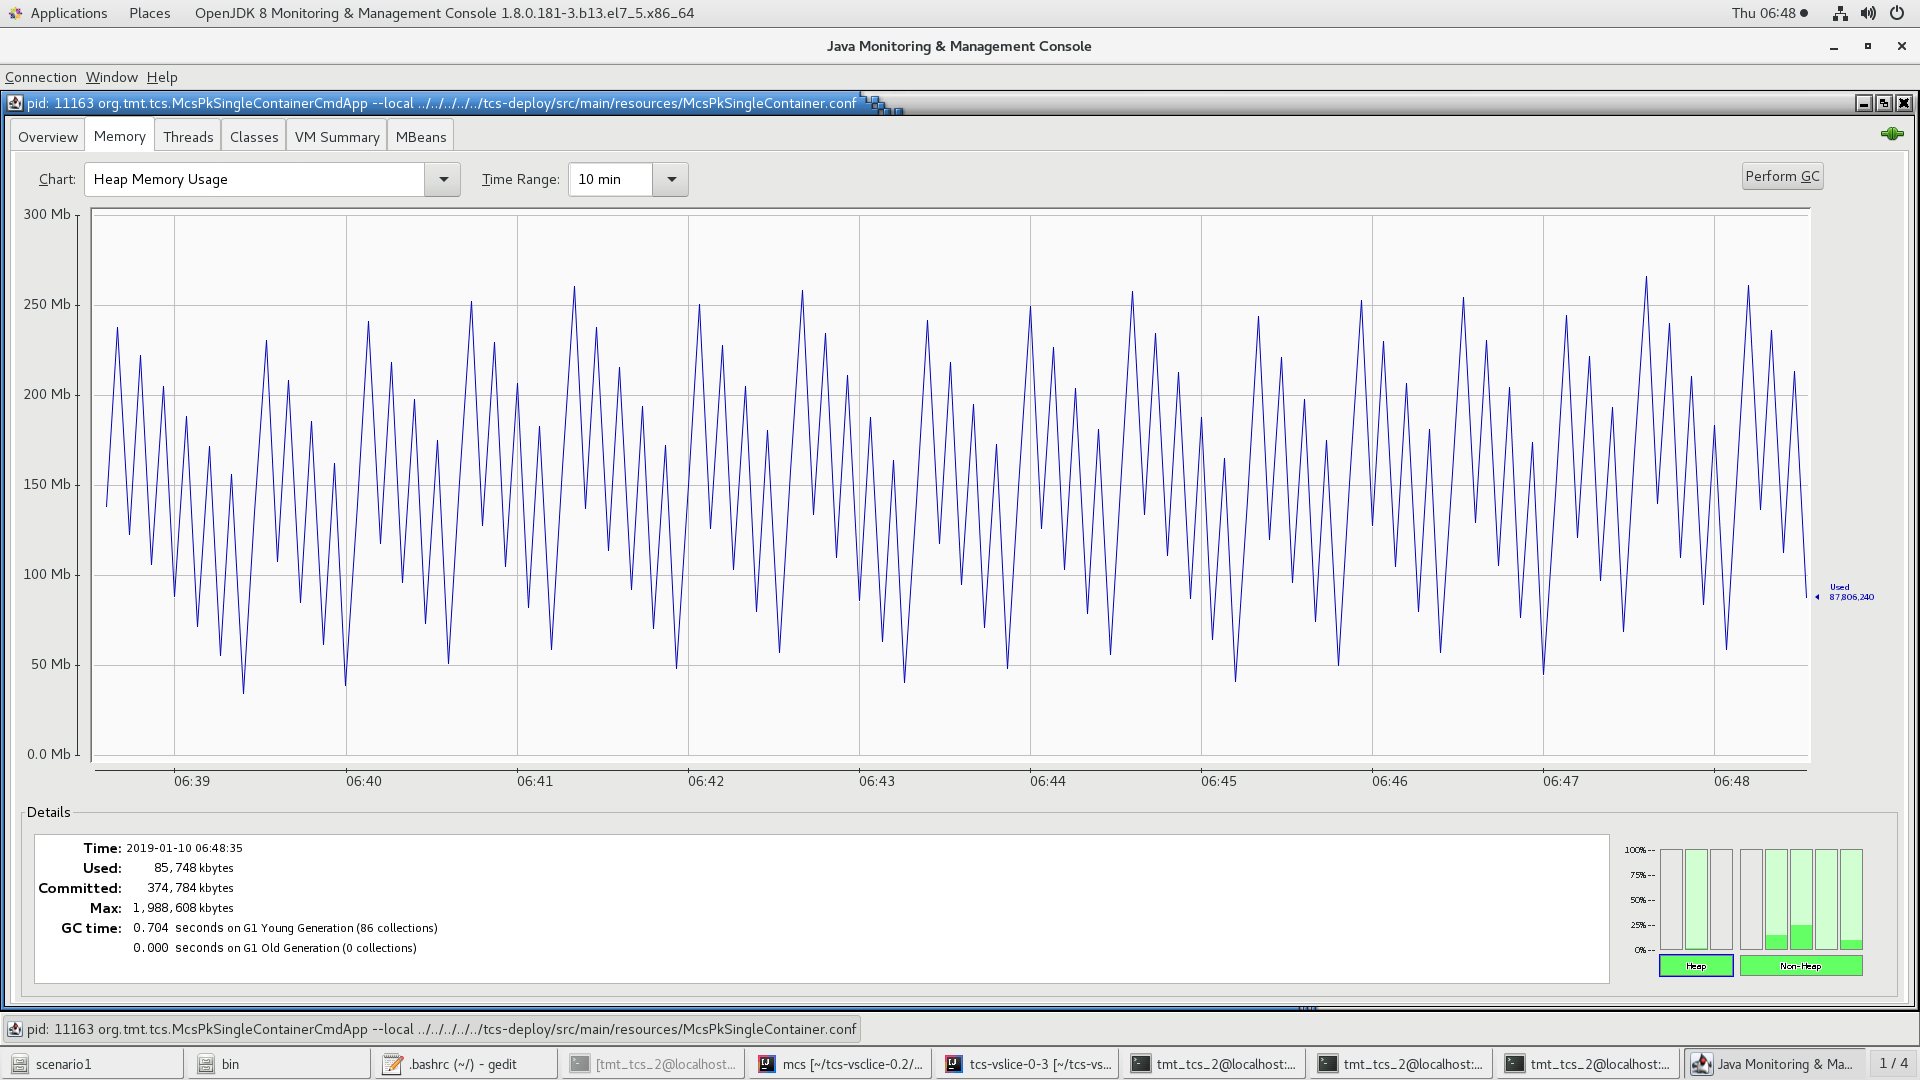 Applications Places OpenJDK 8 Monitoring & Management Console 1.8.0.181-3.b13.el7_5.x86_64 Thu 06:48
Java Monitoring & Management Console
Connection Window Help
pid: 11163 org.tmt.tcs.McsPkSingleContainerCmdApp --local ../../../../../tcs-deploy/src/main/resources/McsPkSingleContainer.conf
Overview Memory Threads Classes VM Summary MBeans
Chart: Heap Memory Usage Time Range: 10 min Perform GC
300 Mb
250 Mb
200 Mb
150 Mb
100 Mb
50 Mb
0.0 Mb
Used
87,806,240
06:39 06:40 06:41 06:42 06:43 06:44 06:45 06:46 06:47 06:48
Details
Time: 2019-01-10 06:48:35
Used: 85,748 kbytes
Committed: 374,784 kbytes
Max: 1,988,608 kbytes
GC time: 0.704 seconds on G1 Young Generation (86 collections)
0.000 seconds on G1 Old Generation (0 collections)
100% --
75% --
50% --
25% --
0% --
Heap Non-Heap
pid: 11163 org.tmt.tcs.McsPkSingleContainerCmdApp --local ../../../../../tcs-deploy/src/main/resources/McsPkSingleContainer.conf
scenario1 bin .bashrc (~/) - gedit [tmt_tcs_2@localhost... mcs [~/tcs-vsclice-0.2/... tcs-vslice-0-3 [~/tcs-vs... tmt_tcs_2@localhost:... tmt_tcs_2@localhost:... tmt_tcs_2@localhost:... Java Monitoring & Ma... 1 / 4